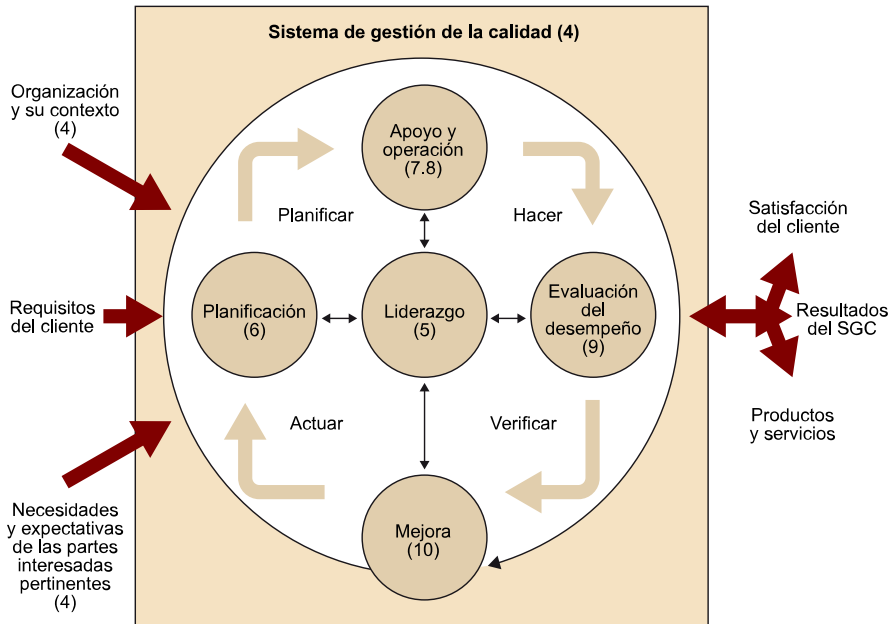 Sistema de gestión de la calidad (4)
Organización
y su contexto
(4)
Apoyo y
operación
(7.8)
Planificar
Hacer
Satisfacción
del cliente
Requisitos
del cliente
Planificación
(6)
Liderazgo
(5)
Evaluación
del
desempeño
(9)
Resultados
del SGC
Actuar
Verificar
Productos
y servicios
Necesidades
y expectativas
de las partes
interesadas
pertinentes
(4)
Mejora
(10)